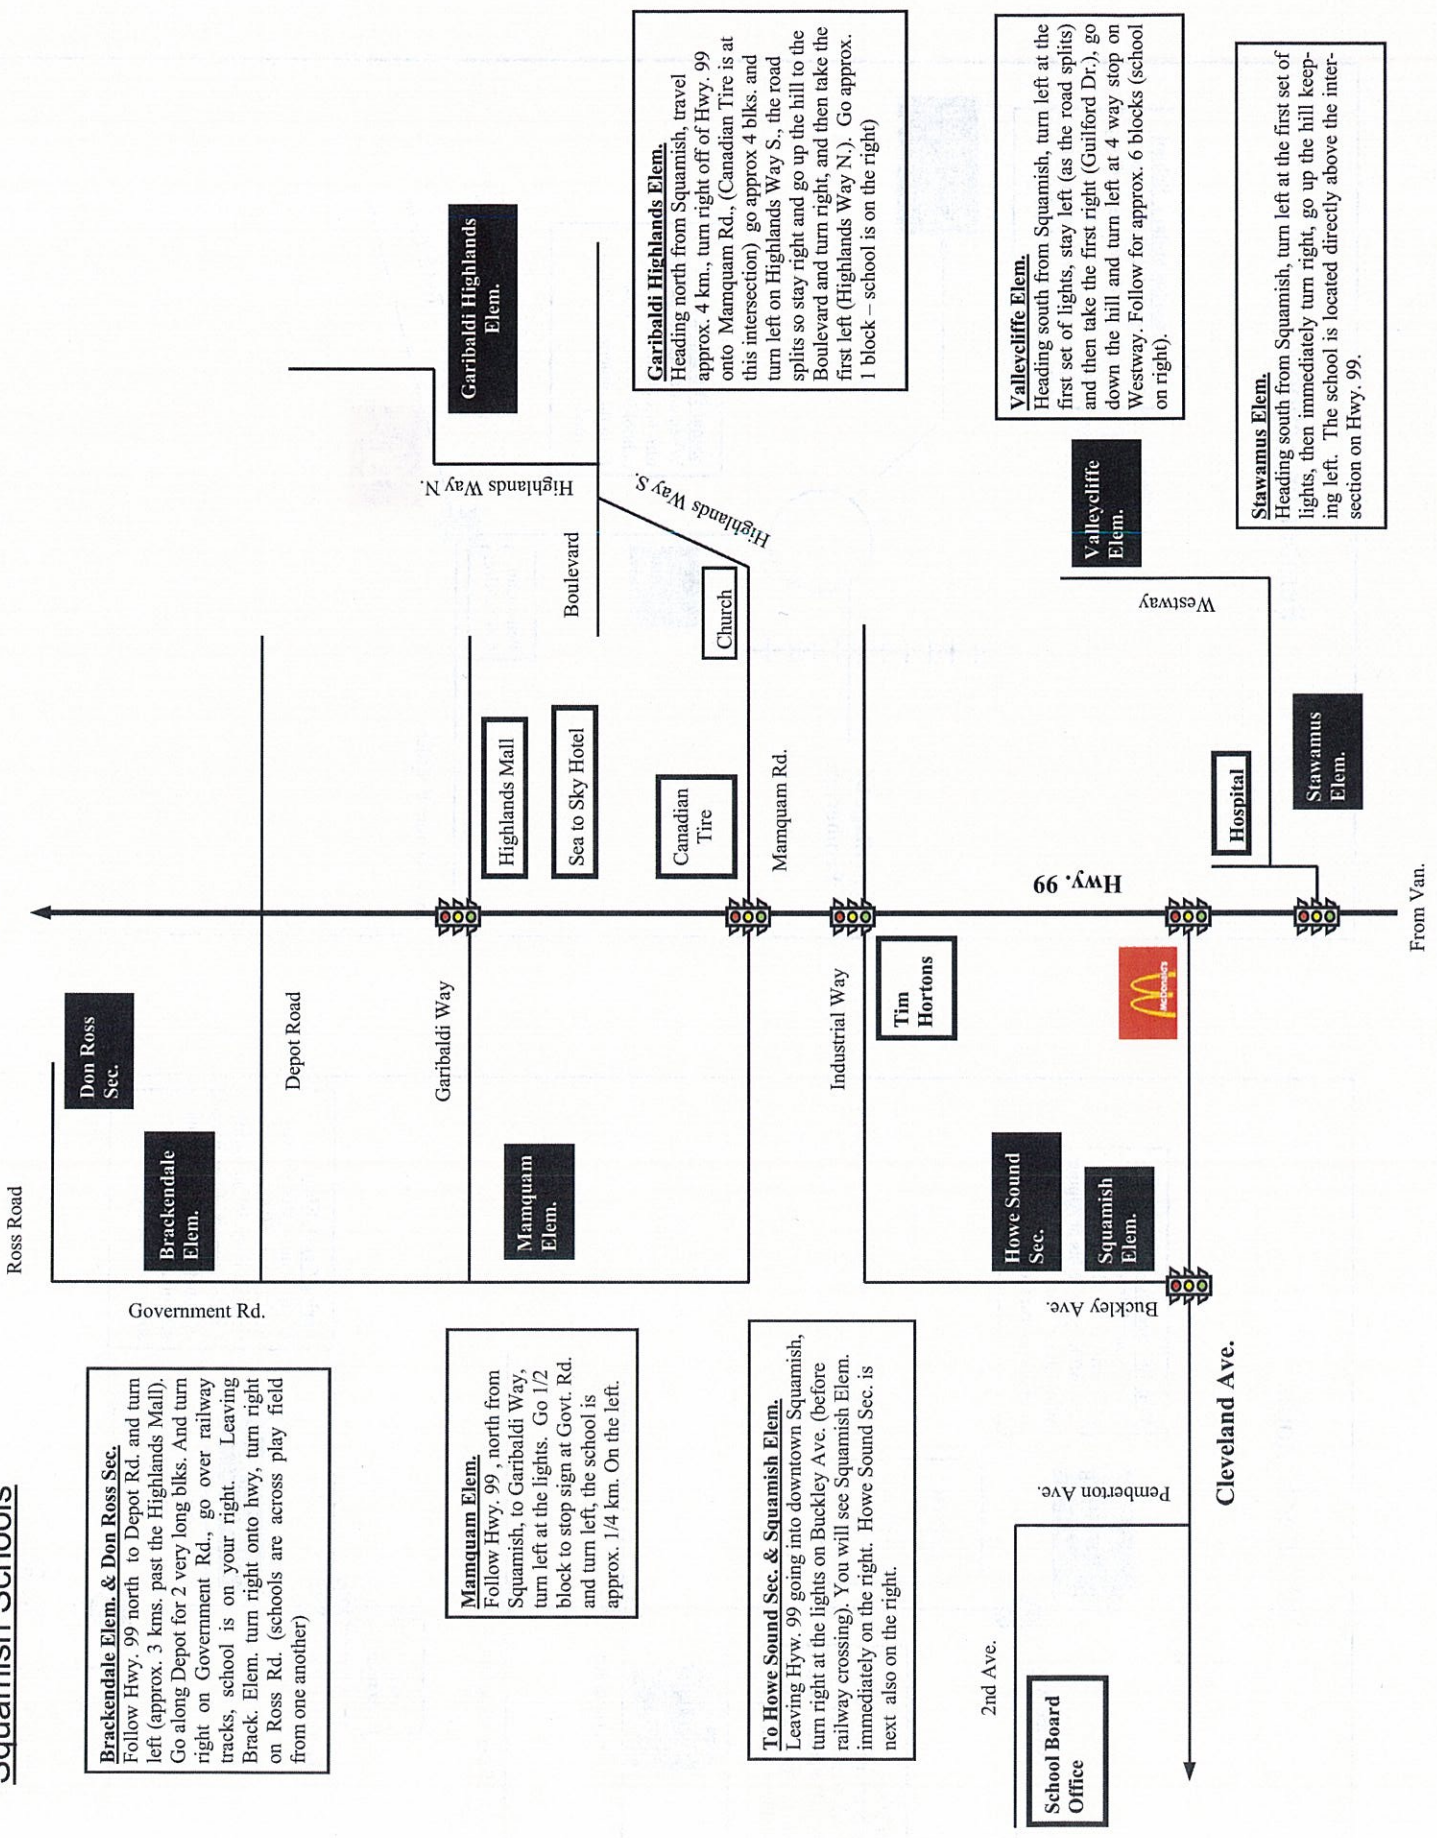 Squamish Schools
Ross Road
Don Ross
Sec.
Brackendale
Elem.
Government Rd.
Depot Road
Brackendale Elem. & Don Ross Sec.
Follow Hwy. 99 north to Depot Rd. and turn
left (approx. 3 kms. past the Highlands Mall).
Go along Depot for 2 very long blks. And turn
right on Government Rd., go over railway
tracks, school is on your right. Leaving
Brack. Elem. turn right onto hwy, turn right
on Ross Rd. (schools are across play field
from one another)
Garibaldi Way
Mamquam
Elem.
Highlands Mall
Sea to Sky Hotel
Mamquam Elem.
Follow Hwy. 99 , north from
Squamish, to Garibaldi Way,
turn left at the lights. Go 1/2
block to stop sign at Govt. Rd.
and turn left, the school is
approx. 1/4 km. On the left.
Garibaldi Highlands
Elem.
Highlands Way N.
Boulevard
Highlands Way S.
Church
Canadian
Tire
Mamquam Rd.
Garibaldi Highlands Elem.
Heading north from Squamish, travel
approx. 4 km., turn right off of Hwy. 99
onto Mamquam Rd., (Canadian Tire is at
this intersection) go approx 4 blks. and
turn left on Highlands Way S., the road
splits so stay right and go up the hill to the
Boulevard and turn right, and then take the
first left (Highlands Way N.). Go approx.
1 block – school is on the right)
Industrial Way
Tim
Hortons
Howe Sound
Sec.
Squamish
Elem.
Buckley Ave.
McDonald's
Hwy. 99
To Howe Sound Sec. & Squamish Elem.
Leaving Hyw. 99 going into downtown Squamish,
turn right at the lights on Buckley Ave. (before
railway crossing). You will see Squamish Elem.
immediately on the right. Howe Sound Sec. is
next also on the right.
Valleycliffe Elem.
Heading south from Squamish, turn left at the
first set of lights, stay left (as the road splits)
and then take the first right (Guilford Dr.), go
down the hill and turn left at 4 way stop on
Westway. Follow for approx. 6 blocks (school
on right).
Valleycliffe
Elem.
Westway
Hospital
Stawamus
Elem.
Stawamus Elem.
Heading south from Squamish, turn left at the first set of
lights, then immediately turn right, go up the hill keep-
ing left. The school is located directly above the inter-
section on Hwy. 99.
2nd Ave.
School Board
Office
Pemberton Ave.
Cleveland Ave.
From Van.